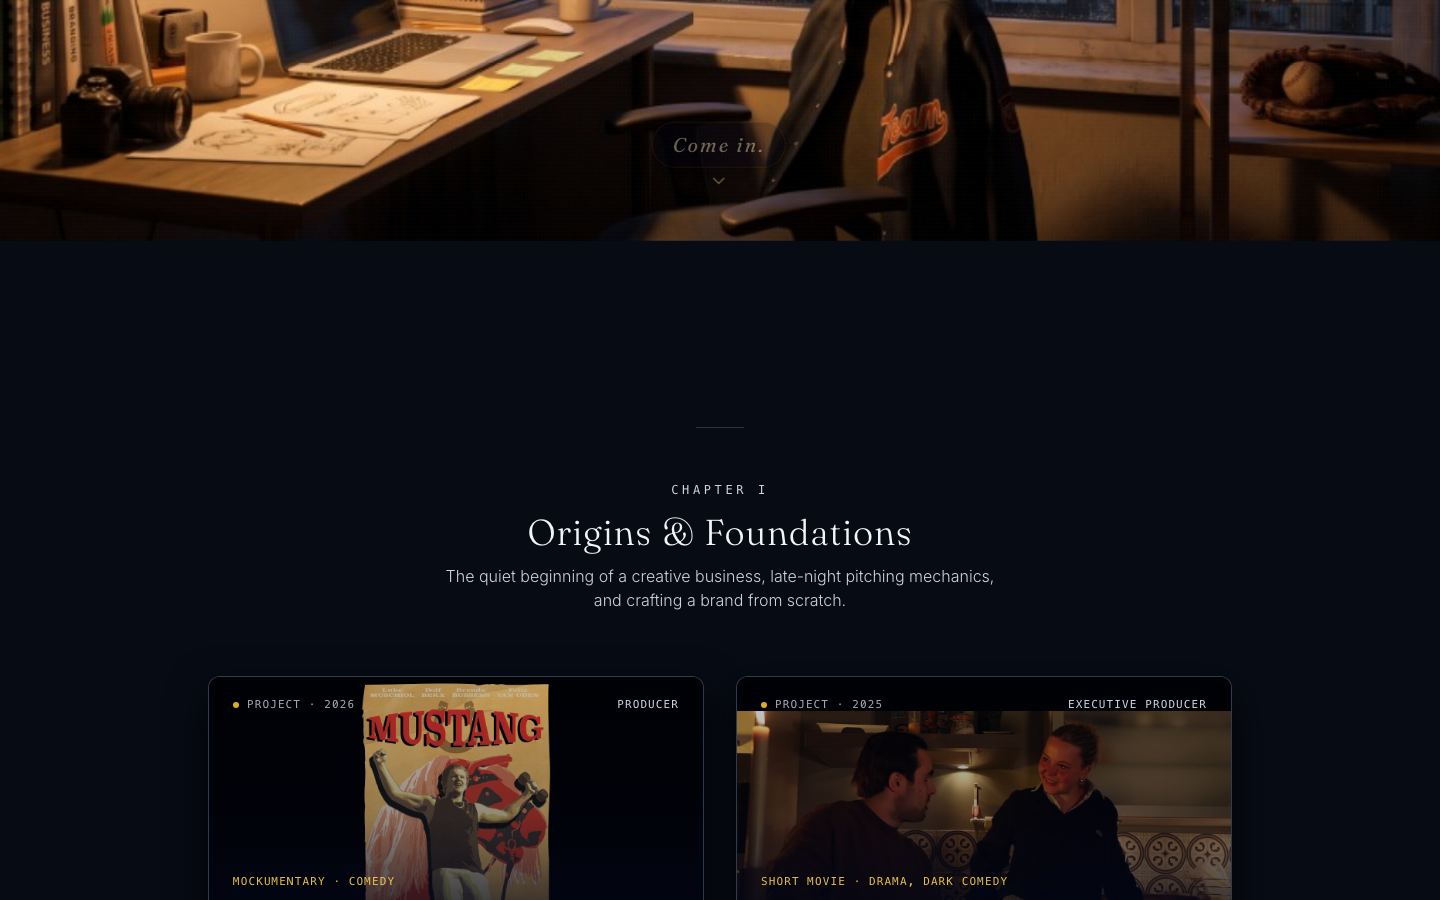 BUSINESS
BRANDING
Team
Come in.
CHAPTER I
Origins & Foundations
The quiet beginning of a creative business, late-night pitching mechanics,
and crafting a brand from scratch.
PROJECT · 2026
PRODUCER
MUSTANG
MOCKUMENTARY · COMEDY
PROJECT · 2025
EXECUTIVE PRODUCER
SHORT MOVIE · DRAMA, DARK COMEDY